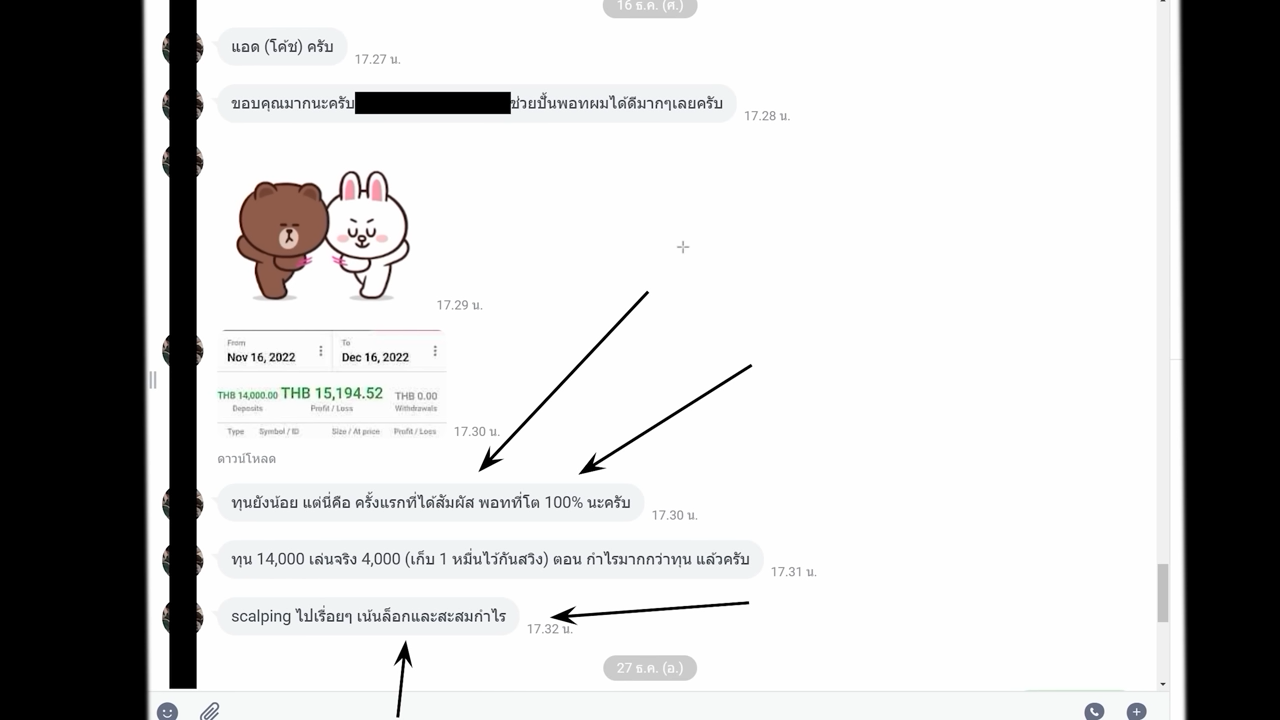 16 ธ.ค. (ศ.)
แอด (โค้ช) ครับ
17.27 น.
ขอบคุณมากนะครับ
ช่วยปั้นพอทผมได้ดีมากๆเลยครับ
17.28 น.
17.29 น.
From
To
Nov 16, 2022
Dec 16, 2022
THB 14,000.00 THB 15,194.52 THB 0.00
Deposits Profit / Loss Withdrawals
Type Symbol / ID Size / At price Profit / Loss
17.30 น.
ดาวน์โหลด
ทุนยังน้อย แต่นี่คือ ครั้งแรกที่ได้สัมผัส พอทที่โต 100% นะครับ
17.30 น.
ทุน 14,000 เล่นจริง 4,000 (เก็บ 1 หมื่นไว้กันสวิง) ตอน กำไรมากกว่าทุน แล้วครับ
17.31 น.
scalping ไปเรื่อยๆ เน้นล็อกและสะสมกำไร
17.32 น.
27 ธ.ค. (อ.)